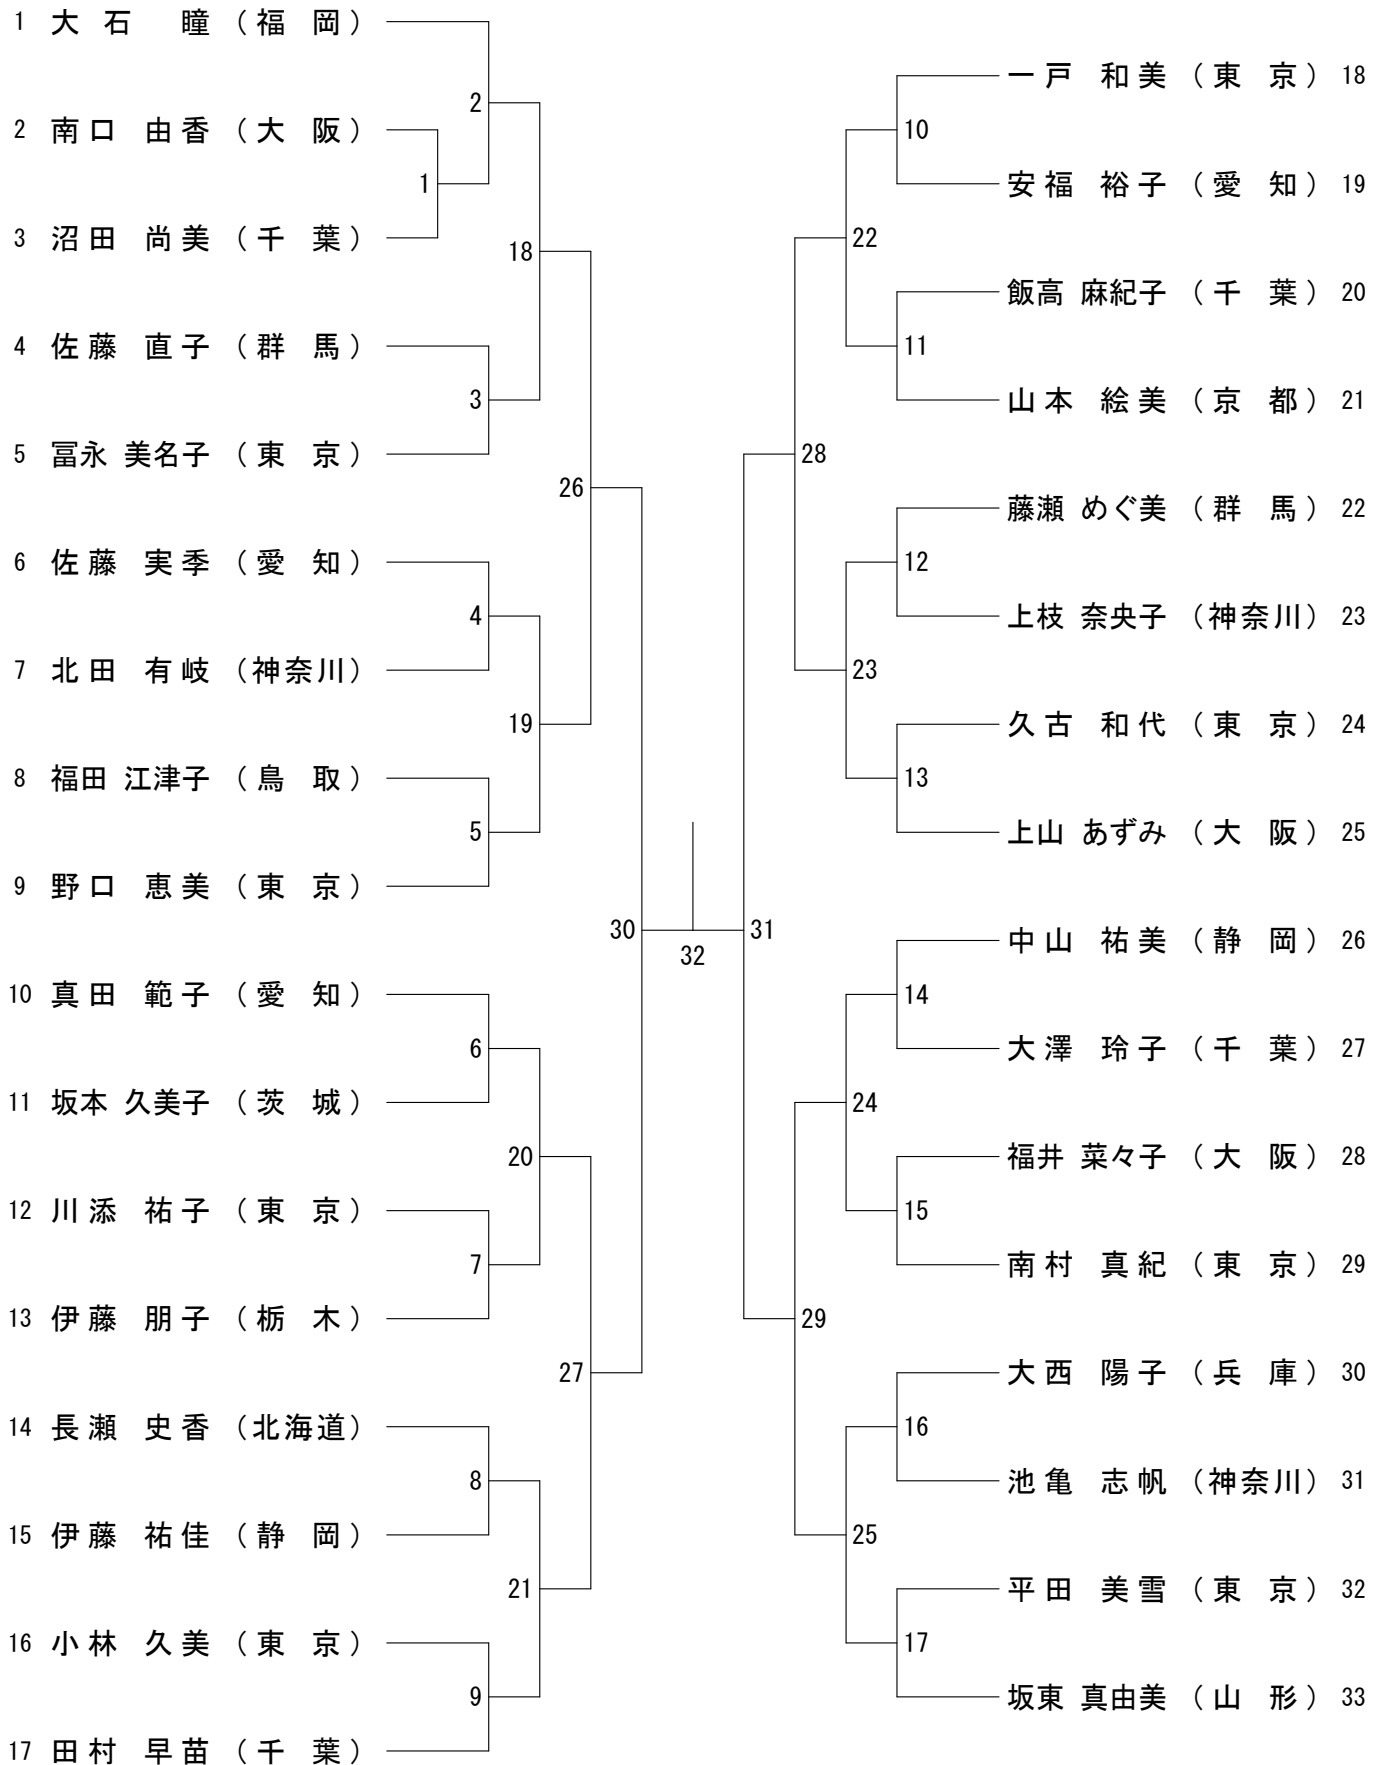 1 大石 瞳（福岡）
2 南口 由香（大阪）
3 沼田 尚美（千葉）
4 佐藤 直子（群馬）
5 冨永 美名子（東京）
6 佐藤 実季（愛知）
7 北田 有岐（神奈川）
8 福田 江津子（鳥取）
9 野口 恵美（東京）
10 真田 範子（愛知）
11 坂本 久美子（茨城）
12 川添 祐子（東京）
13 伊藤 朋子（栃木）
14 長瀬 史香（北海道）
15 伊藤 祐佳（静岡）
16 小林 久美（東京）
17 田村 早苗（千葉）
1
2
3
4
5
6
7
8
9
18
19
20
21
26
27
30
32
31
28
29
22
23
24
25
10
11
12
13
14
15
16
17
一戸 和美（東京）18
安福 裕子（愛知）19
飯高 麻紀子（千葉）20
山本 絵美（京都）21
藤瀬 めぐ美（群馬）22
上枝 奈央子（神奈川）23
久古 和代（東京）24
上山 あずみ（大阪）25
中山 祐美（静岡）26
大澤 玲子（千葉）27
福井 菜々子（大阪）28
南村 真紀（東京）29
大西 陽子（兵庫）30
池亀 志帆（神奈川）31
平田 美雪（東京）32
坂東 真由美（山形）33